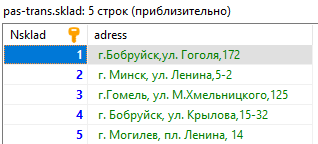 pas-trans.sklad: 5 строк (приблизительно)
Nsklad adress
1 г.Бобруйск,ул. Гоголя,172
2 г. Минск, ул. Ленина,5-2
3 г.Гомель, ул. М.Хмельницкого,125
4 г. Бобруйск, ул. Крылова,15-32
5 г. Могилев, пл. Ленина, 14